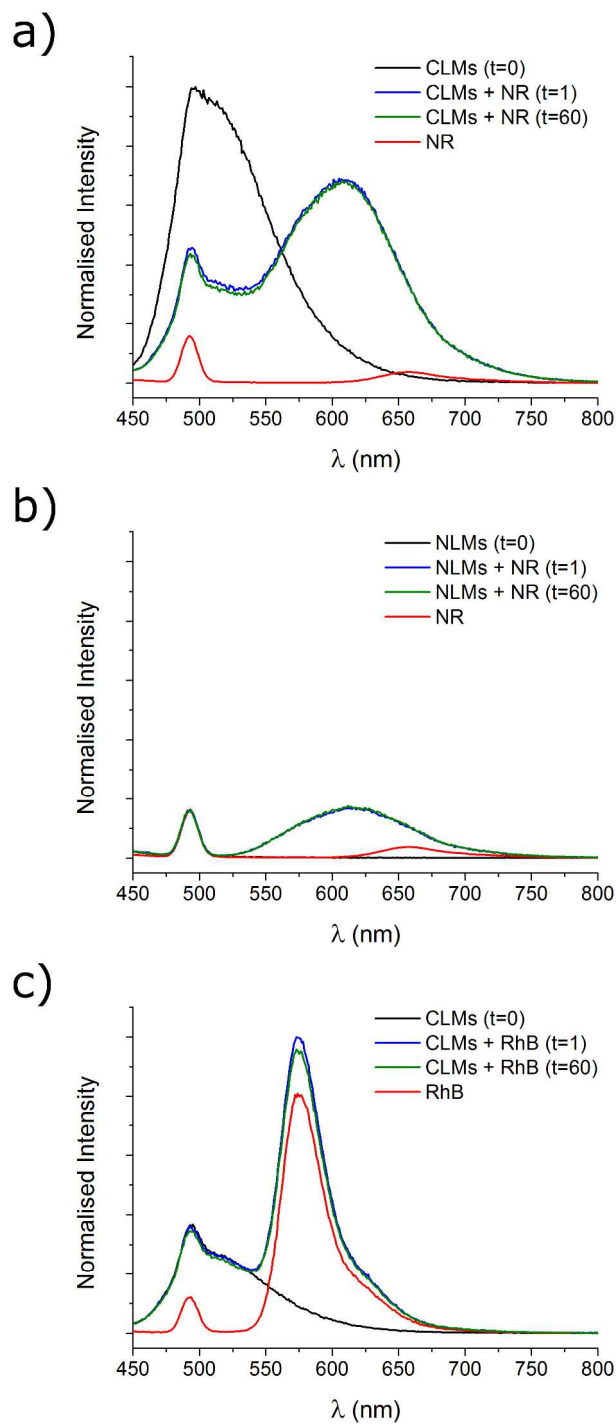 a)
CLMs (t=0)
CLMs + NR (t=1)
CLMs + NR (t=60)
NR
Normalised Intensity
450 500 550 600 650 700 750 800
λ (nm)
b)
NLMs (t=0)
NLMs + NR (t=1)
NLMs + NR (t=60)
NR
Normalised Intensity
450 500 550 600 650 700 750 800
λ (nm)
c)
CLMs (t=0)
CLMs + RhB (t=1)
CLMs + RhB (t=60)
RhB
Normalised Intensity
450 500 550 600 650 700 750 800
λ (nm)